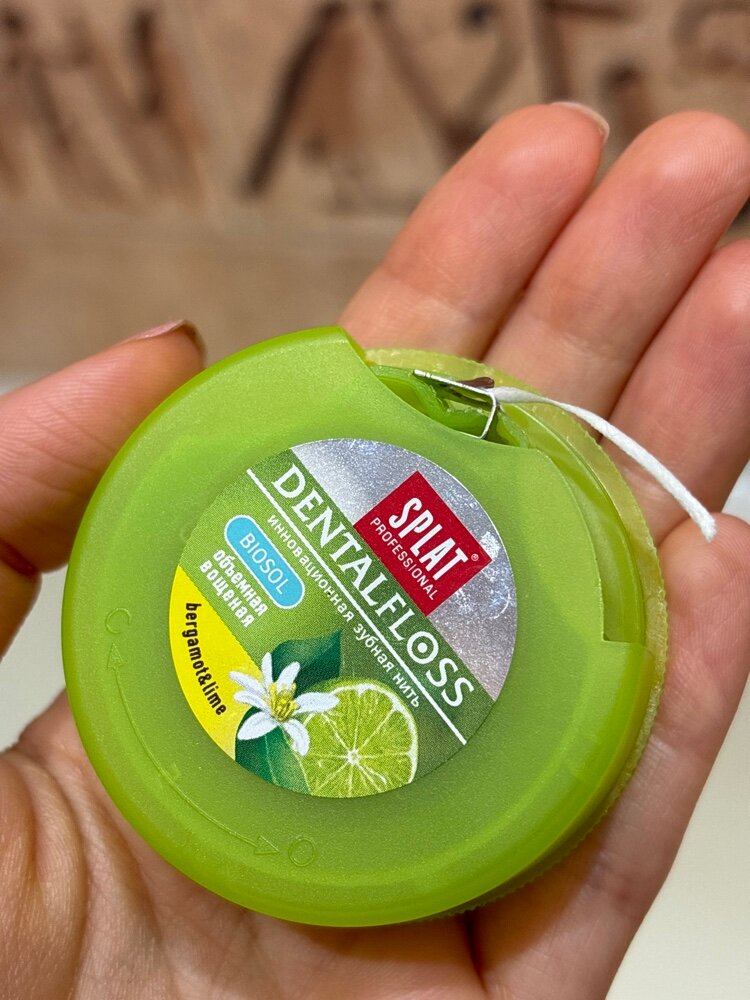 SPLAT®
PROFESSIONAL
DENTALFLOSS
инновационная зубная нить
BIOSOL
объемная
вощеная
bergamot&lime
C
O